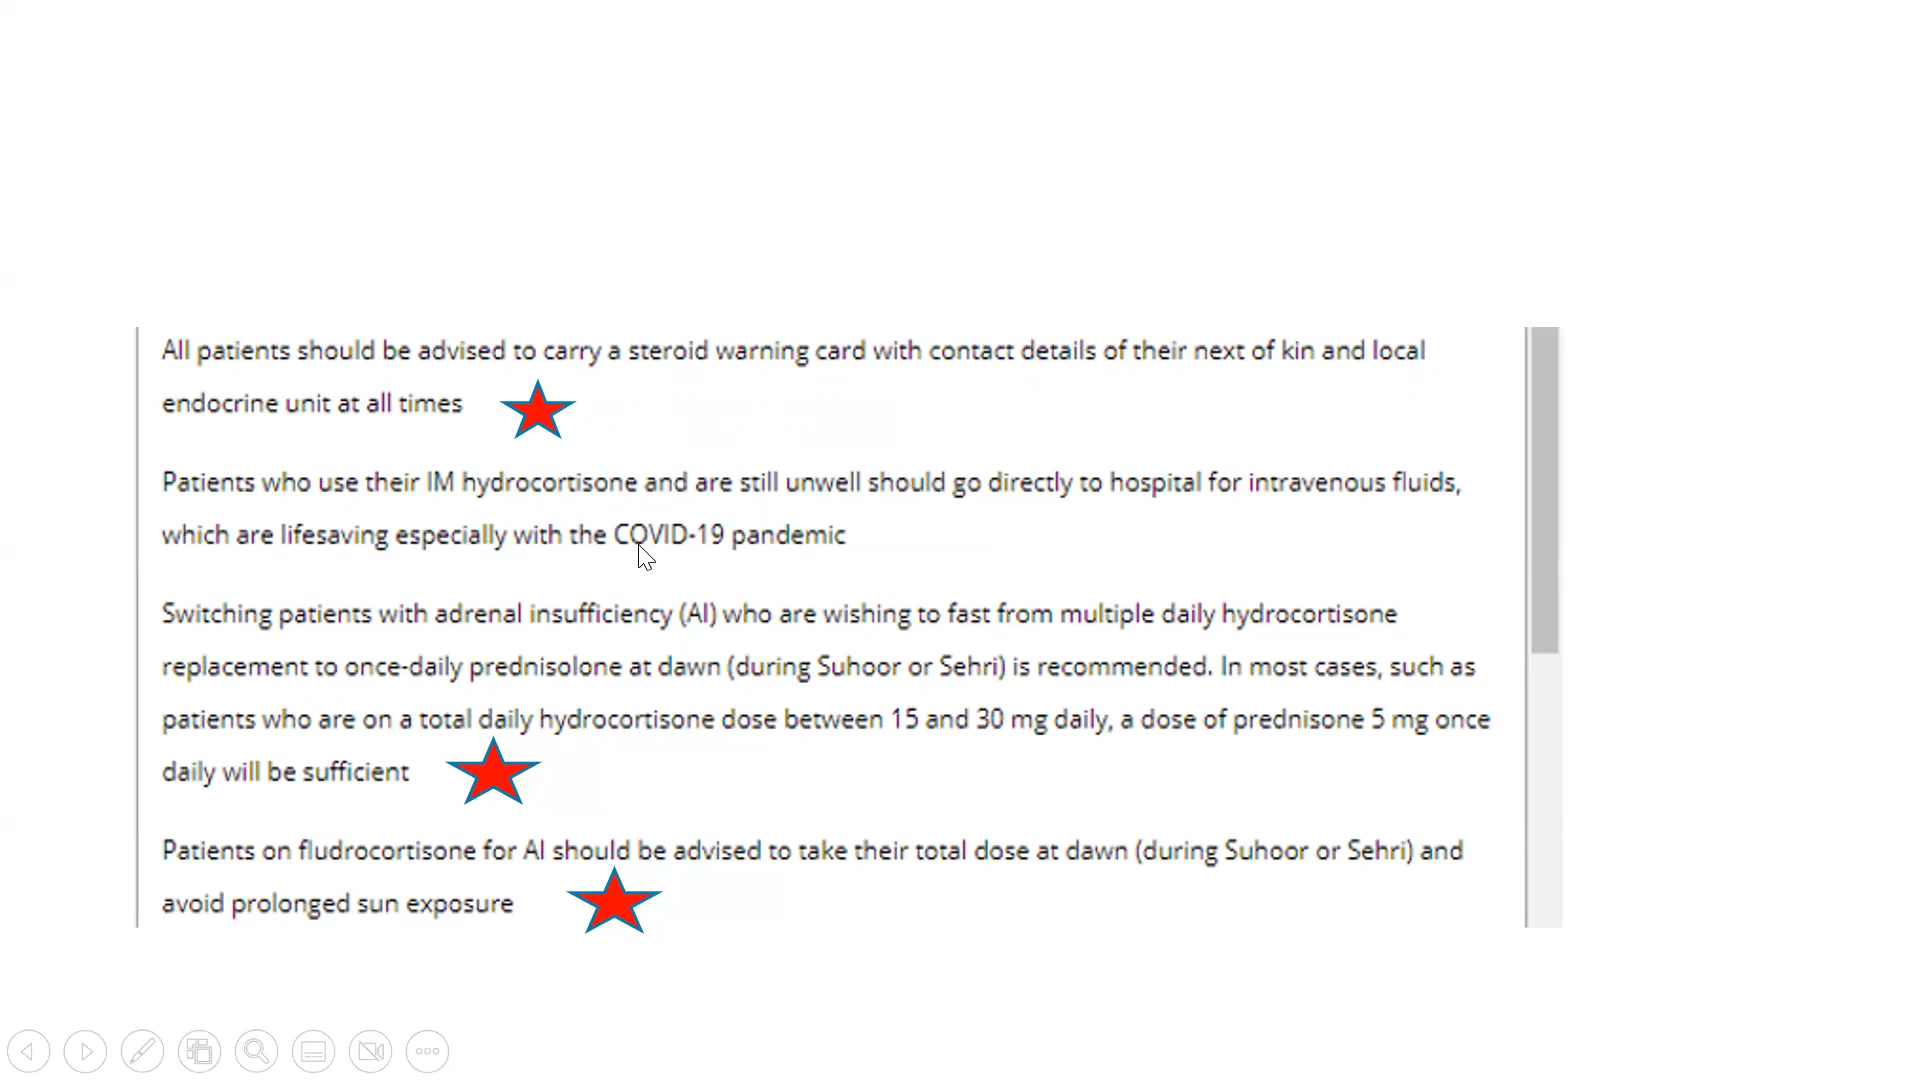 All patients should be advised to carry a steroid warning card with contact details of their next of kin and local
endocrine unit at all times
Patients who use their IM hydrocortisone and are still unwell should go directly to hospital for intravenous fluids,
which are lifesaving especially with the COVID-19 pandemic
Switching patients with adrenal insufficiency (AI) who are wishing to fast from multiple daily hydrocortisone
replacement to once-daily prednisolone at dawn (during Suhoor or Sehri) is recommended. In most cases, such as
patients who are on a total daily hydrocortisone dose between 15 and 30 mg daily, a dose of prednisone 5 mg once
daily will be sufficient
Patients on fludrocortisone for AI should be advised to take their total dose at dawn (during Suhoor or Sehri) and
avoid prolonged sun exposure